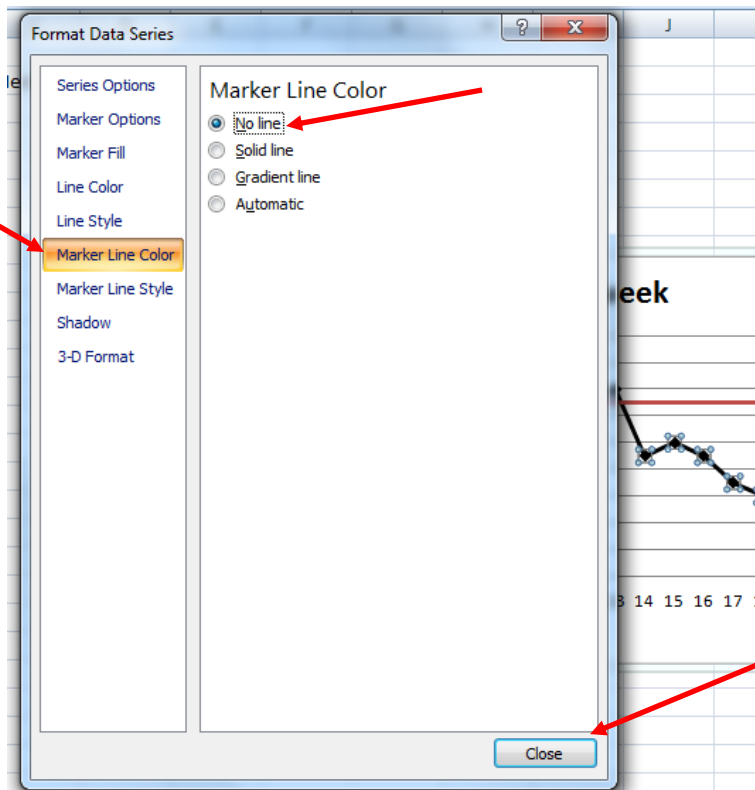 Format Data Series
?
X
J
Series Options
Marker Options
Marker Fill
Line Color
Line Style
Marker Line Color
Marker Line Style
Shadow
3-D Format
Marker Line Color
No line
Solid line
Gradient line
Automatic
eek
14 15 16 17
Close